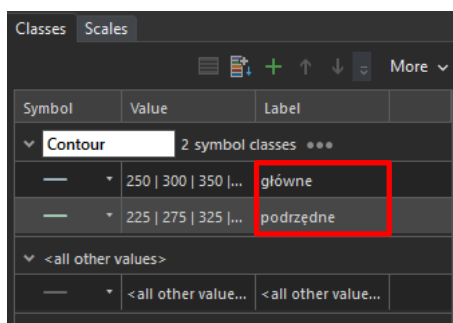 Classes Scales
More
Symbol Value Label
Contour 2 symbol classes
250 | 300 | 350 |... główne
225 | 275 | 325 |... podrzędne
<all other values>
<all other value... <all other value...